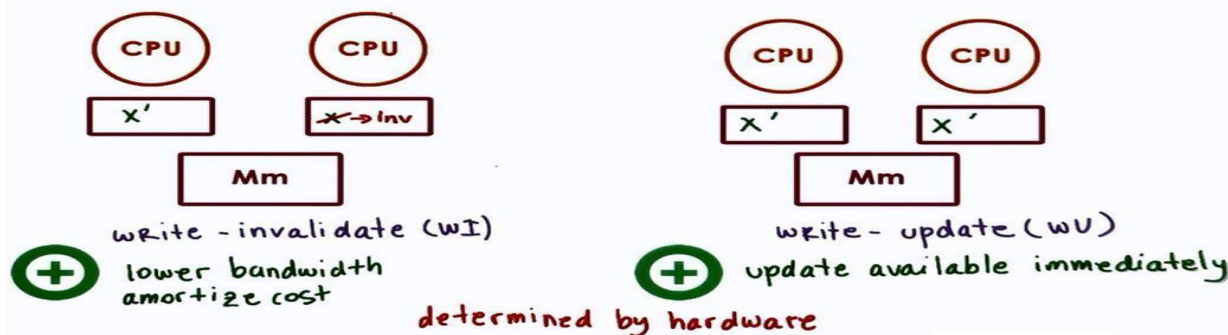 CPU CPU
x' x→Inv
Mm
write-invalidate (WI)
+ lower bandwidth
amortize cost
CPU CPU
x' x'
Mm
write-update (WU)
+ update available immediately
determined by hardware